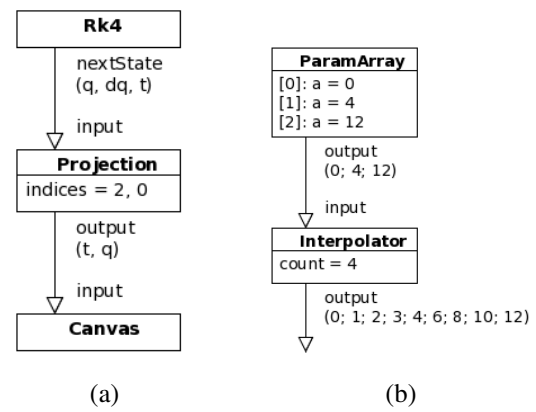 Rk4
nextState
(q, dq, t)
input
Projection
indices = 2, 0
output
(t, q)
input
Canvas
(a)
ParamArray
[0]: a = 0
[1]: a = 4
[2]: a = 12
output
(0; 4; 12)
input
Interpolator
count = 4
output
(0; 1; 2; 3; 4; 6; 8; 10; 12)
(b)